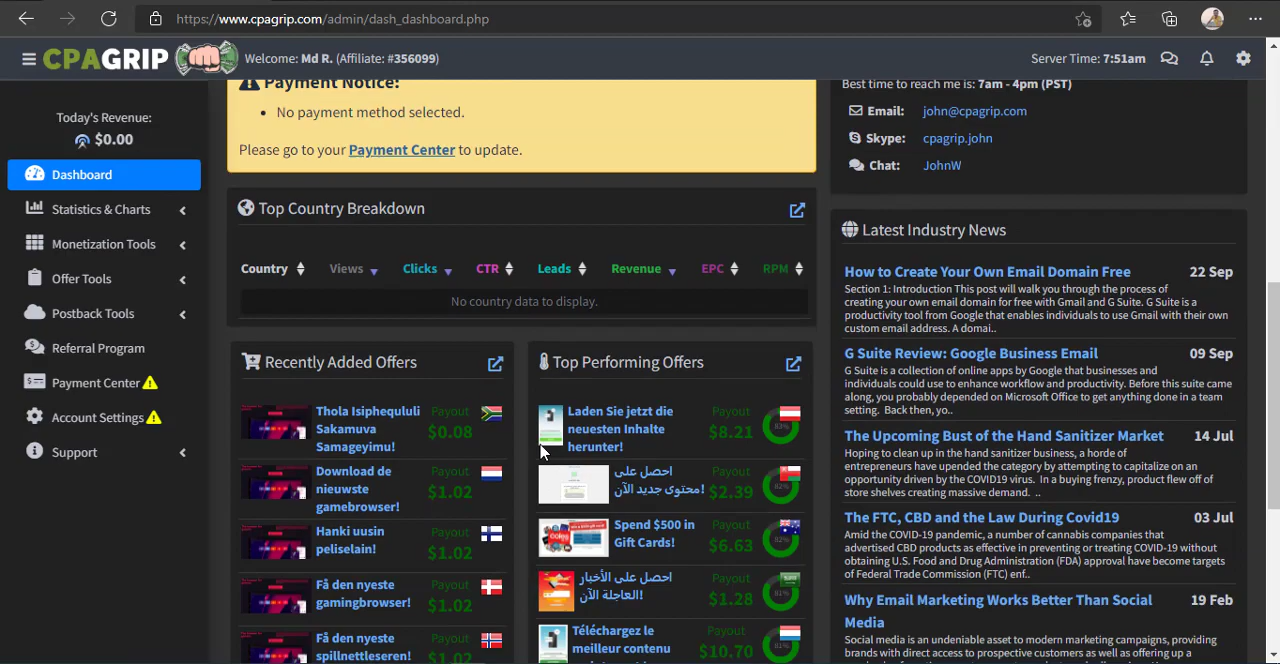 https://www.cpagrip.com/admin/dash_dashboard.php
CPAGRIP
Welcome: Md R. (Affiliate: #356099)
Server Time: 7:51am
Today's Revenue:
$0.00
Dashboard
Statistics & Charts
Monetization Tools
Offer Tools
Postback Tools
Referral Program
Payment Center
Account Settings
Support
Payment Notice:
No payment method selected.
Please go to your Payment Center to update.
Top Country Breakdown
Country Views Clicks CTR Leads Revenue EPC RPM
No country data to display.
Recently Added Offers
Thola Isiphequluli Payout
Sakamuva $0.08
Samageyimu!
Download de Payout
nieuwste $1.02
gamebrowser!
Hanki uusin Payout
peliselain! $1.02
Få den nyeste Payout
gamingbrowser! $1.02
Få den nyeste Payout
spillnettleseren! $1.02
Top Performing Offers
Laden Sie jetzt die Payout
neuesten Inhalte $8.21 83%
herunter!
احصل على Payout
محتوى جديد الآن! $2.39 82%
Spend $500 in Payout
Gift Cards! $6.63 82%
احصل على الأخبار Payout
العاجلة الآن! $1.28 81%
Téléchargez le Payout
meilleur contenu $10.70
Best time to reach me is: 7am - 4pm (PST)
Email: john@cpagrip.com
Skype: cpagrip.john
Chat: JohnW
Latest Industry News
How to Create Your Own Email Domain Free 22 Sep
Section 1: Introduction This post will walk you through the process of
creating your own email domain for free with Gmail and G Suite. G Suite is a
productivity tool from Google that enables individuals to use Gmail with their own
custom email address. A domai..
G Suite Review: Google Business Email 09 Sep
G Suite is a collection of online apps by Google that businesses and
individuals could use to enhance workflow and productivity. Before this suite came
along, you probably depended on Microsoft Office to get anything done in a team
setting. Back then, yo..
The Upcoming Bust of the Hand Sanitizer Market 14 Jul
Hoping to clean up in the hand sanitizer business, a horde of
entrepreneurs have upended the category by attempting to capitalize on an
opportunity driven by the COVID19 virus. In a buying frenzy, product flew off of
store shelves creating massive demand. ..
The FTC, CBD and the Law During Covid19 03 Jul
Amid the COVID-19 pandemic, a number of cannabis companies that
advertised CBD products as effective in preventing or treating COVID-19 without
U.S. Food and Drug Administration (FDA) approval have become targets
of Federal Trade Commission (FTC) enf..
Why Email Marketing Works Better Than Social 19 Feb
Media
Social media is an undeniable asset to modern marketing campaigns, providing
brands with direct access to prospective customers as well as offering up a